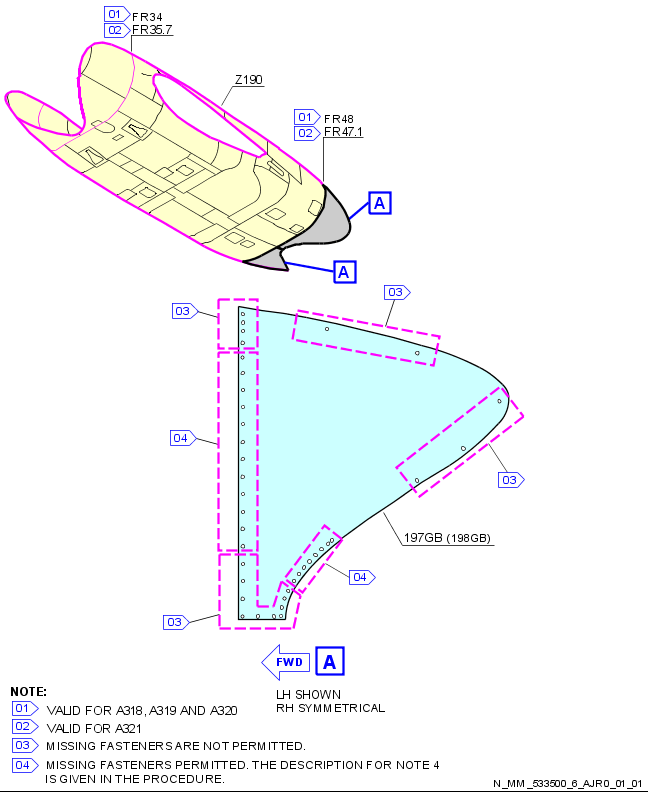 01 FR34
02 FR35.7
Z190
01 FR48
02 FR47.1
A
A
03
03
04
03
197GB (198GB)
04
03
FWD A
LH SHOWN
RH SYMMETRICAL
NOTE:
01 VALID FOR A318, A319 AND A320
02 VALID FOR A321
03 MISSING FASTENERS ARE NOT PERMITTED.
04 MISSING FASTENERS PERMITTED. THE DESCRIPTION FOR NOTE 4
IS GIVEN IN THE PROCEDURE.
N_MM_533500_6_AJR0_01_01